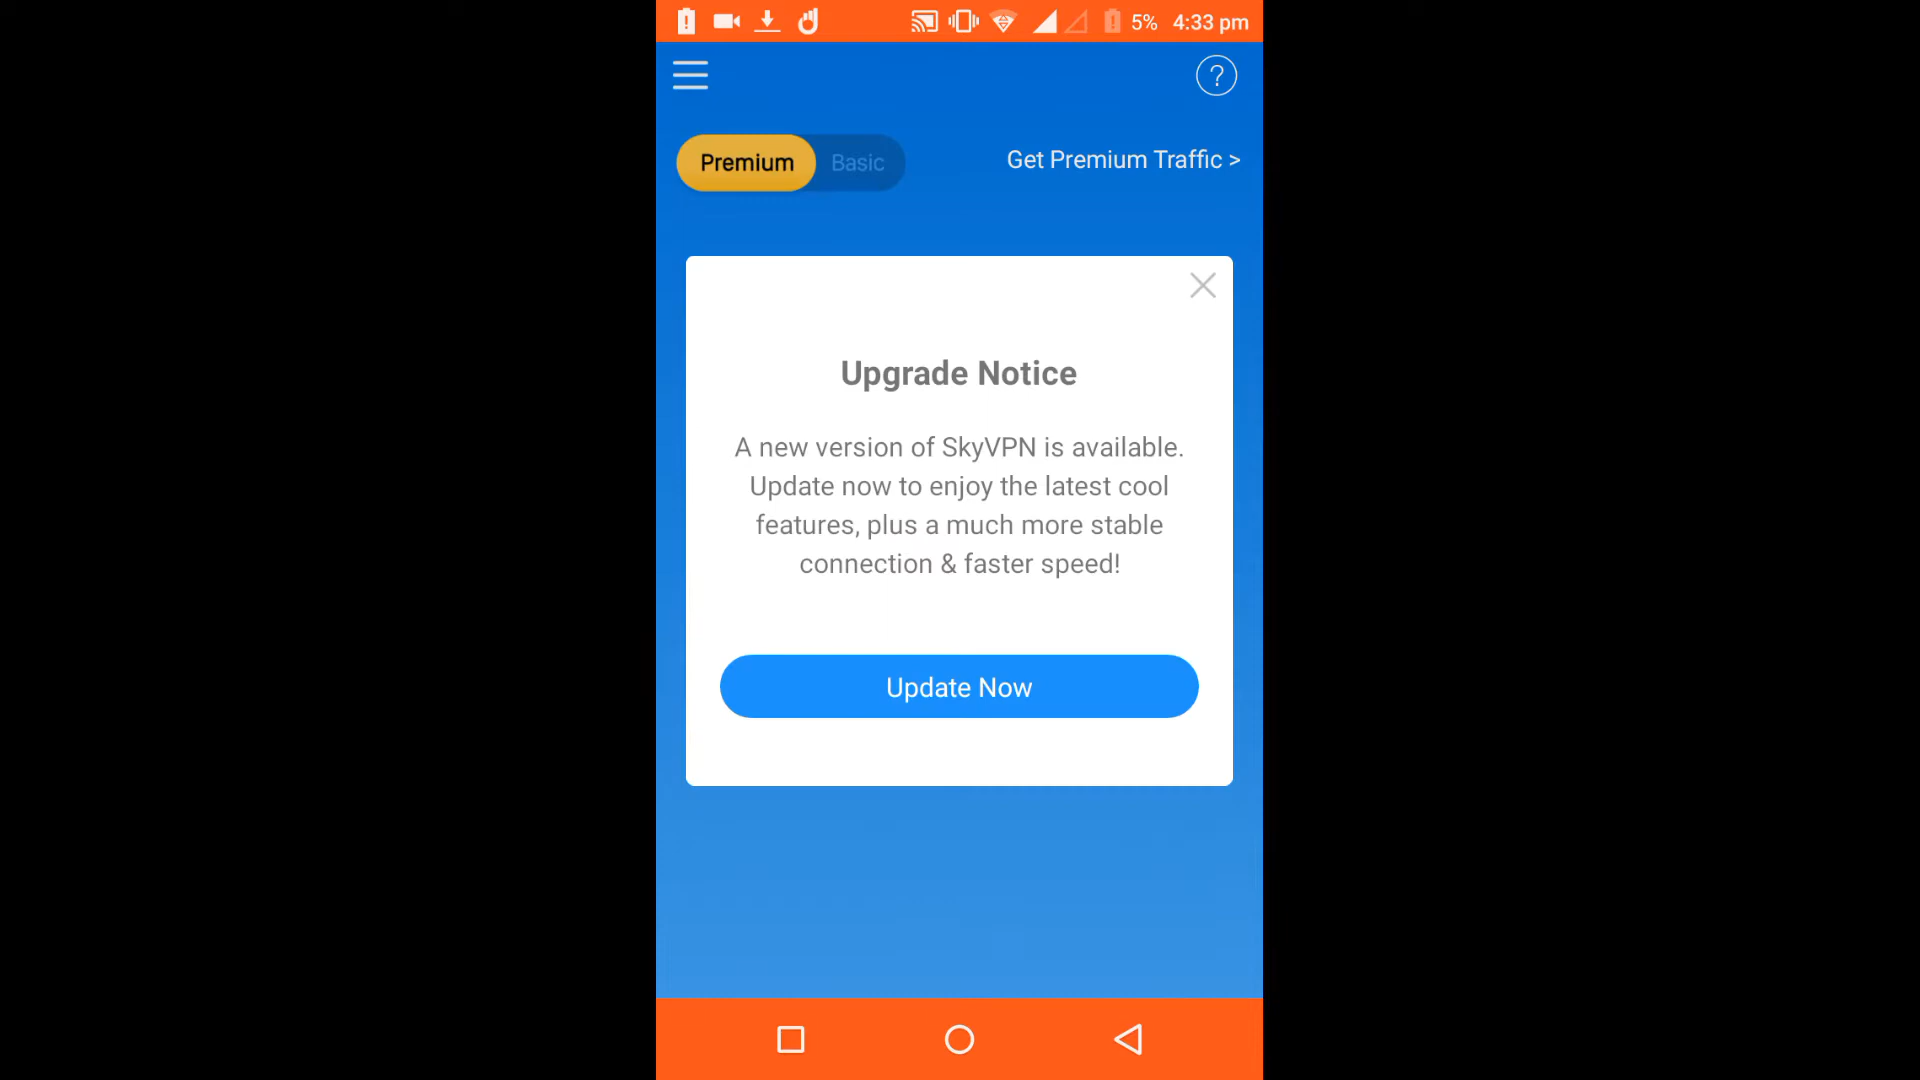 5% 4:33 pm
?
Premium Basic
Get Premium Traffic >
Upgrade Notice
A new version of SkyVPN is available.
Update now to enjoy the latest cool
features, plus a much more stable
connection & faster speed!
Update Now